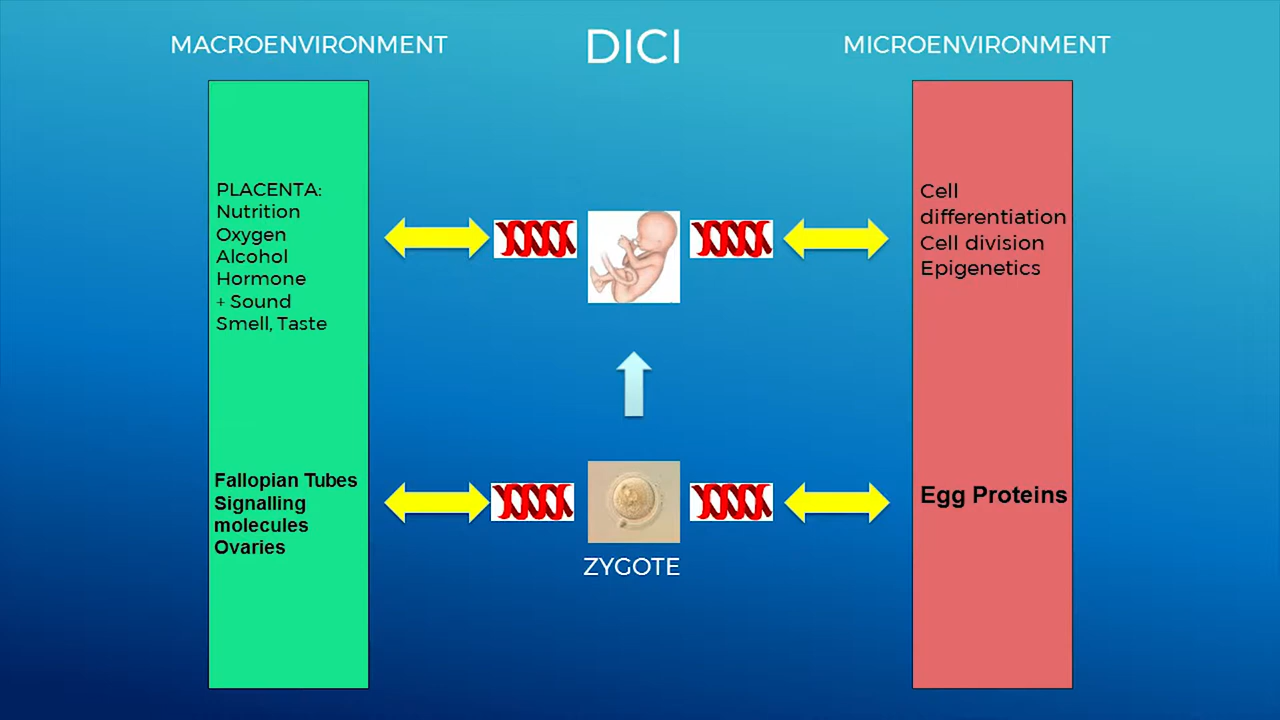 MACROENVIRONMENT
DICI
MICROENVIRONMENT
PLACENTA:
Nutrition
Oxygen
Alcohol
Hormone
+ Sound
Smell, Taste
Cell
differentiation
Cell division
Epigenetics
Fallopian Tubes
Signalling
molecules
Ovaries
Egg Proteins
ZYGOTE